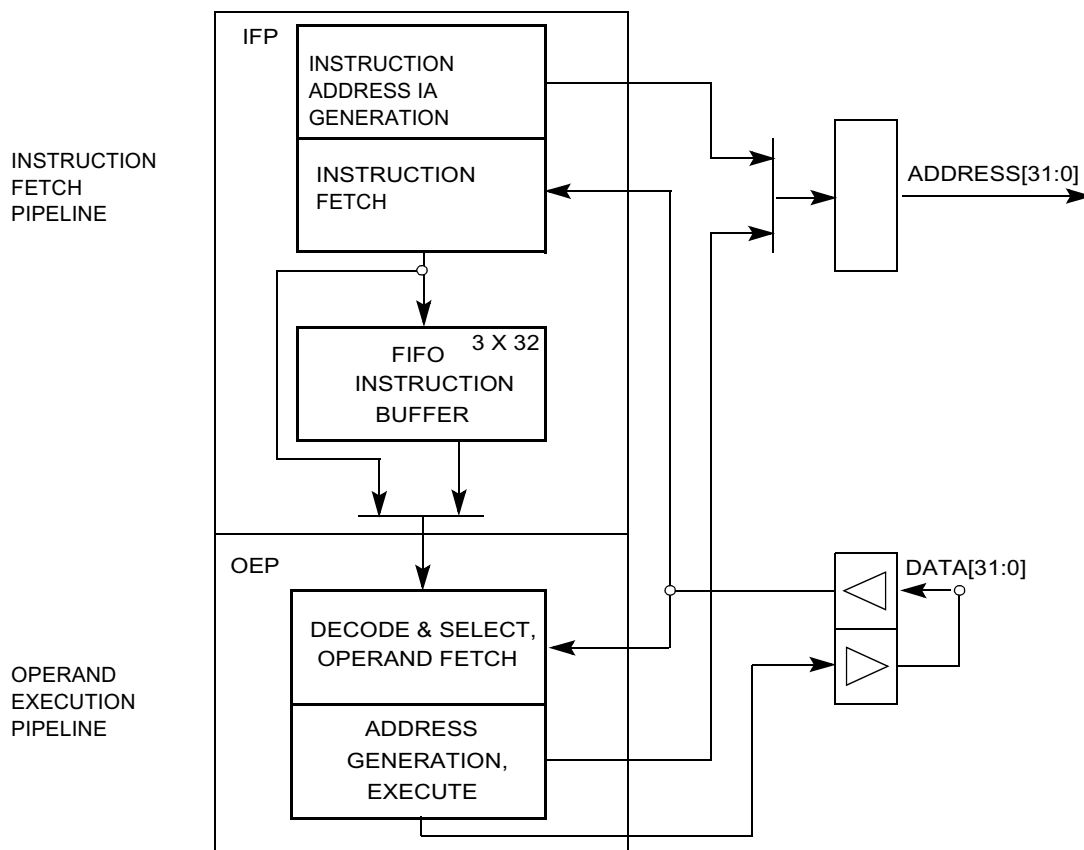 IFP
INSTRUCTION
ADDRESS IA
GENERATION
INSTRUCTION
FETCH
PIPELINE
INSTRUCTION
FETCH
ADDRESS[31:0]
3 X 32
FIFO
INSTRUCTION
BUFFER
OEP
DATA[31:0]
DECODE & SELECT,
OPERAND FETCH
OPERAND
EXECUTION
PIPELINE
ADDRESS
GENERATION,
EXECUTE